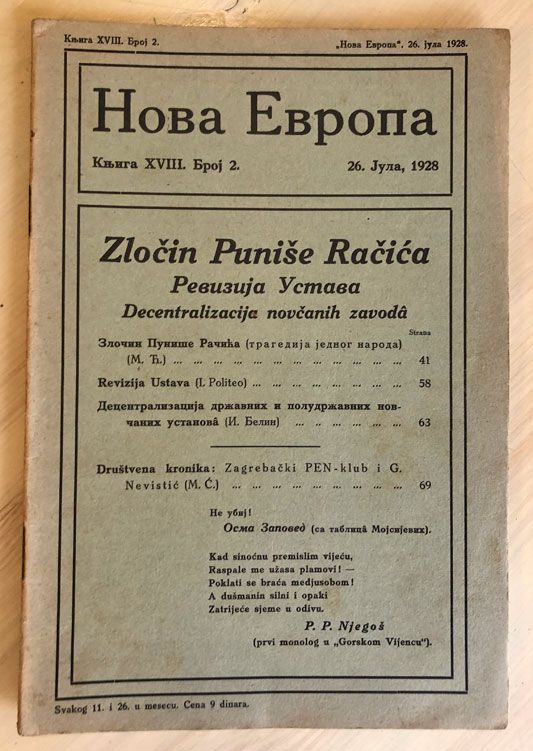 Књига XVIII. Број 2.
„Нова Европа“, 26. јула 1928.
Нова Европа
Књига XVIII. Број 2.
26. Јула, 1928
Zločin Puniše Račića
Ревизија Устава
Decentralizacija novčanih zavodâ
Strana
Злочин Пунише Рачића (трагедија једног народа)
(М. Ћ.) ... ... ... ... ... ... ... ... ... ... ... ... 41
Revizija Ustava (I. Politeo) ... ... ... ... ... ... ... ... 58
Децентрализација државних и полудржавних нов-
чаних установâ (И. Белин) ... ... ... ... ... ... 63
Društvena kronika: Zagrebački PEN-klub i G.
Nevistić (M. Ć.) ... ... ... ... ... ... ... ... ... 69
Не убиј!
Осма Заповед (са таблицâ Мојсијевих).
Kad sinoćnu premislim vijeću,
Raspale me užasa plamovi! —
Poklati se braća medjusobom!
A dušmanin silni i opaki
Zatrijeće sjeme u odivu.
P. P. Njegoš
(prvi monolog u „Gorskom Vijencu“).
Svakog 11. i 26. u mesecu. Cena 9 dinara.